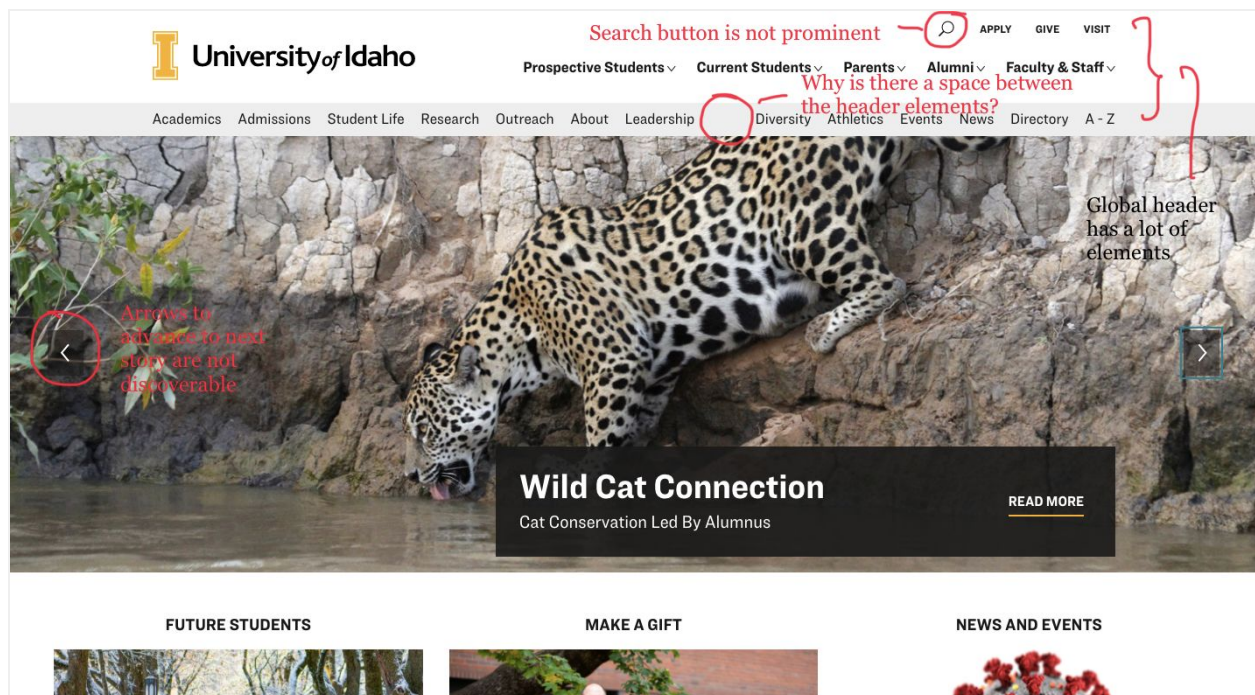 Search button is not prominent
APPLY GIVE VISIT
University of Idaho
Prospective Students Current Students Parents Alumni Faculty & Staff
Why is there a space between
the header elements?
Academics Admissions Student Life Research Outreach About Leadership Diversity Athletics Events News Directory A - Z
Global header
has a lot of
elements
Arrows to
advance to next
story are not
discoverable
Wild Cat Connection
Cat Conservation Led By Alumnus
READ MORE
FUTURE STUDENTS
MAKE A GIFT
NEWS AND EVENTS